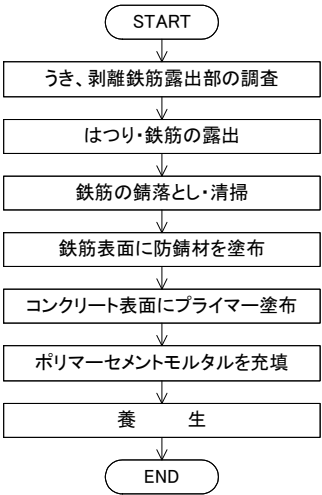 START
うき、剥離鉄筋露出部の調査
はつり・鉄筋の露出
鉄筋の錆落とし・清掃
鉄筋表面に防錆材を塗布
コンクリート表面にプライマー塗布
ポリマーセメントモルタルを充填
養　　　生
END